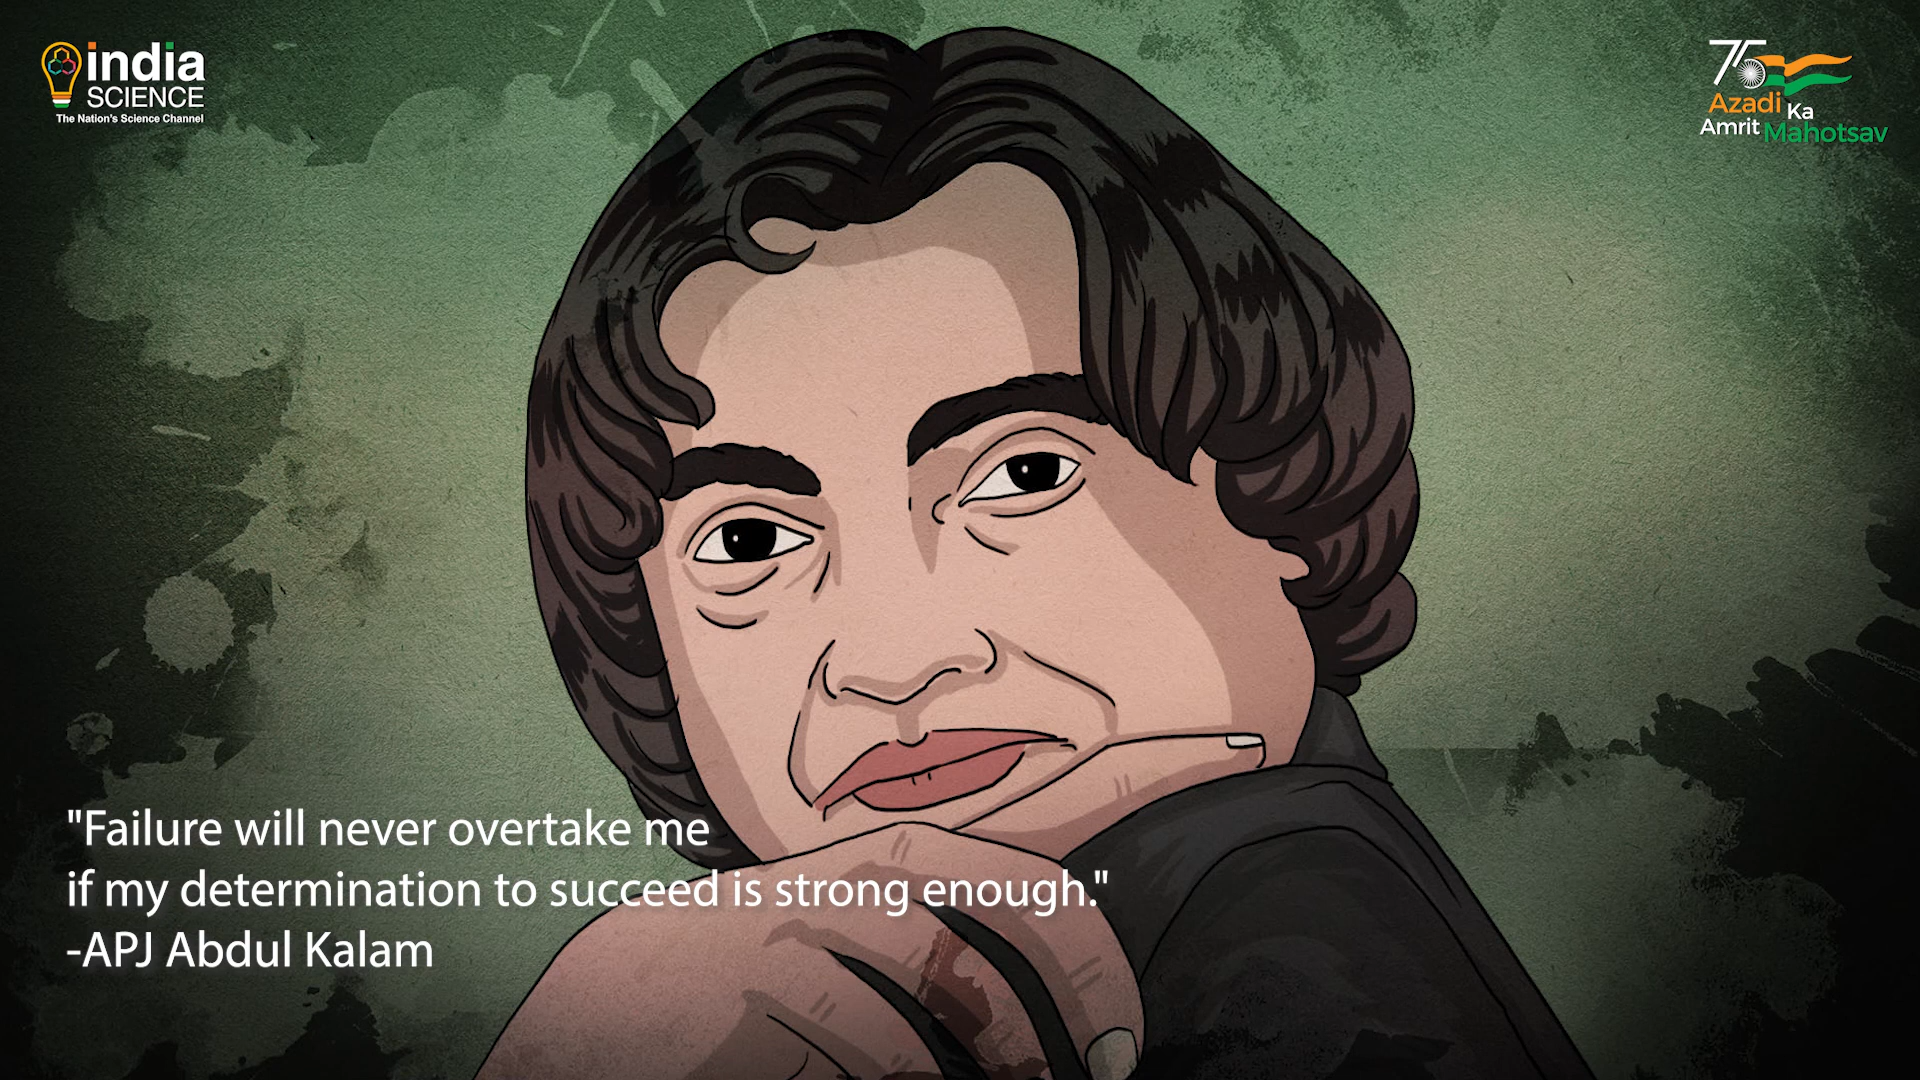 india
SCIENCE
The Nation's Science Channel
75
Azadi Ka
Amrit Mahotsav
"Failure will never overtake me
if my determination to succeed is strong enough."
-APJ Abdul Kalam